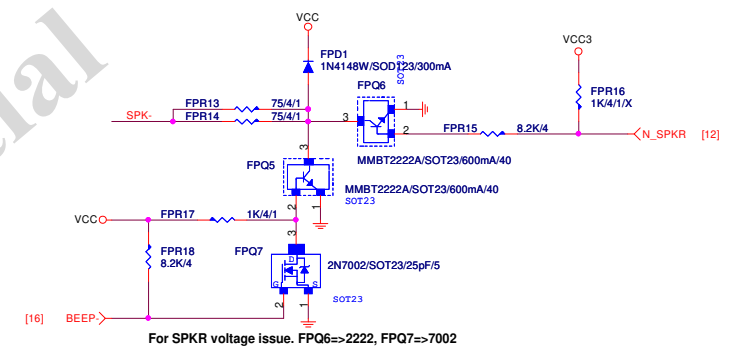 cial
VCC
FPD1
1N4148W/SOD123/300mA
SOT23
FPQ6
VCC3
FPR16
1K/4/1/X
FPR13 75/4/1
SPK- FPR14 75/4/1
3 1
2 FPR15 8.2K/4 N_SPKR [12]
MMBT2222A/SOT23/600mA/40
3
FPQ5
MMBT2222A/SOT23/600mA/40
SOT23
2 1
VCC FPR17 1K/4/1
3
FPR18
8.2K/4
FPQ7
D
G S
2N7002/SOT23/25pF/5
SOT23
2 1
[16] BEEP-
For SPKR voltage issue. FPQ6=>2222, FPQ7=>7002